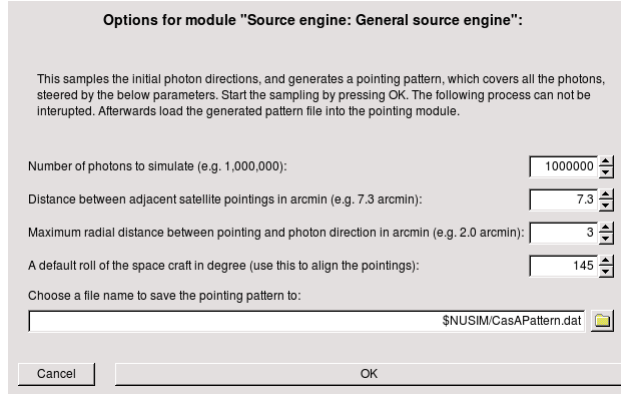 Options for module "Source engine: General source engine":
This samples the initial photon directions, and generates a pointing pattern, which covers all the photons,
steered by the below parameters. Start the sampling by pressing OK. The following process can not be
interupted. Afterwards load the generated pattern file into the pointing module.
Number of photons to simulate (e.g. 1,000,000): 1000000
Distance between adjacent satellite pointings in arcmin (e.g. 7.3 arcmin): 7.3
Maximum radial distance between pointing and photon direction in arcmin (e.g. 2.0 arcmin): 3
A default roll of the space craft in degree (use this to align the pointings): 145
Choose a file name to save the pointing pattern to:
$NUSIM/CasAPattern.dat
Cancel OK